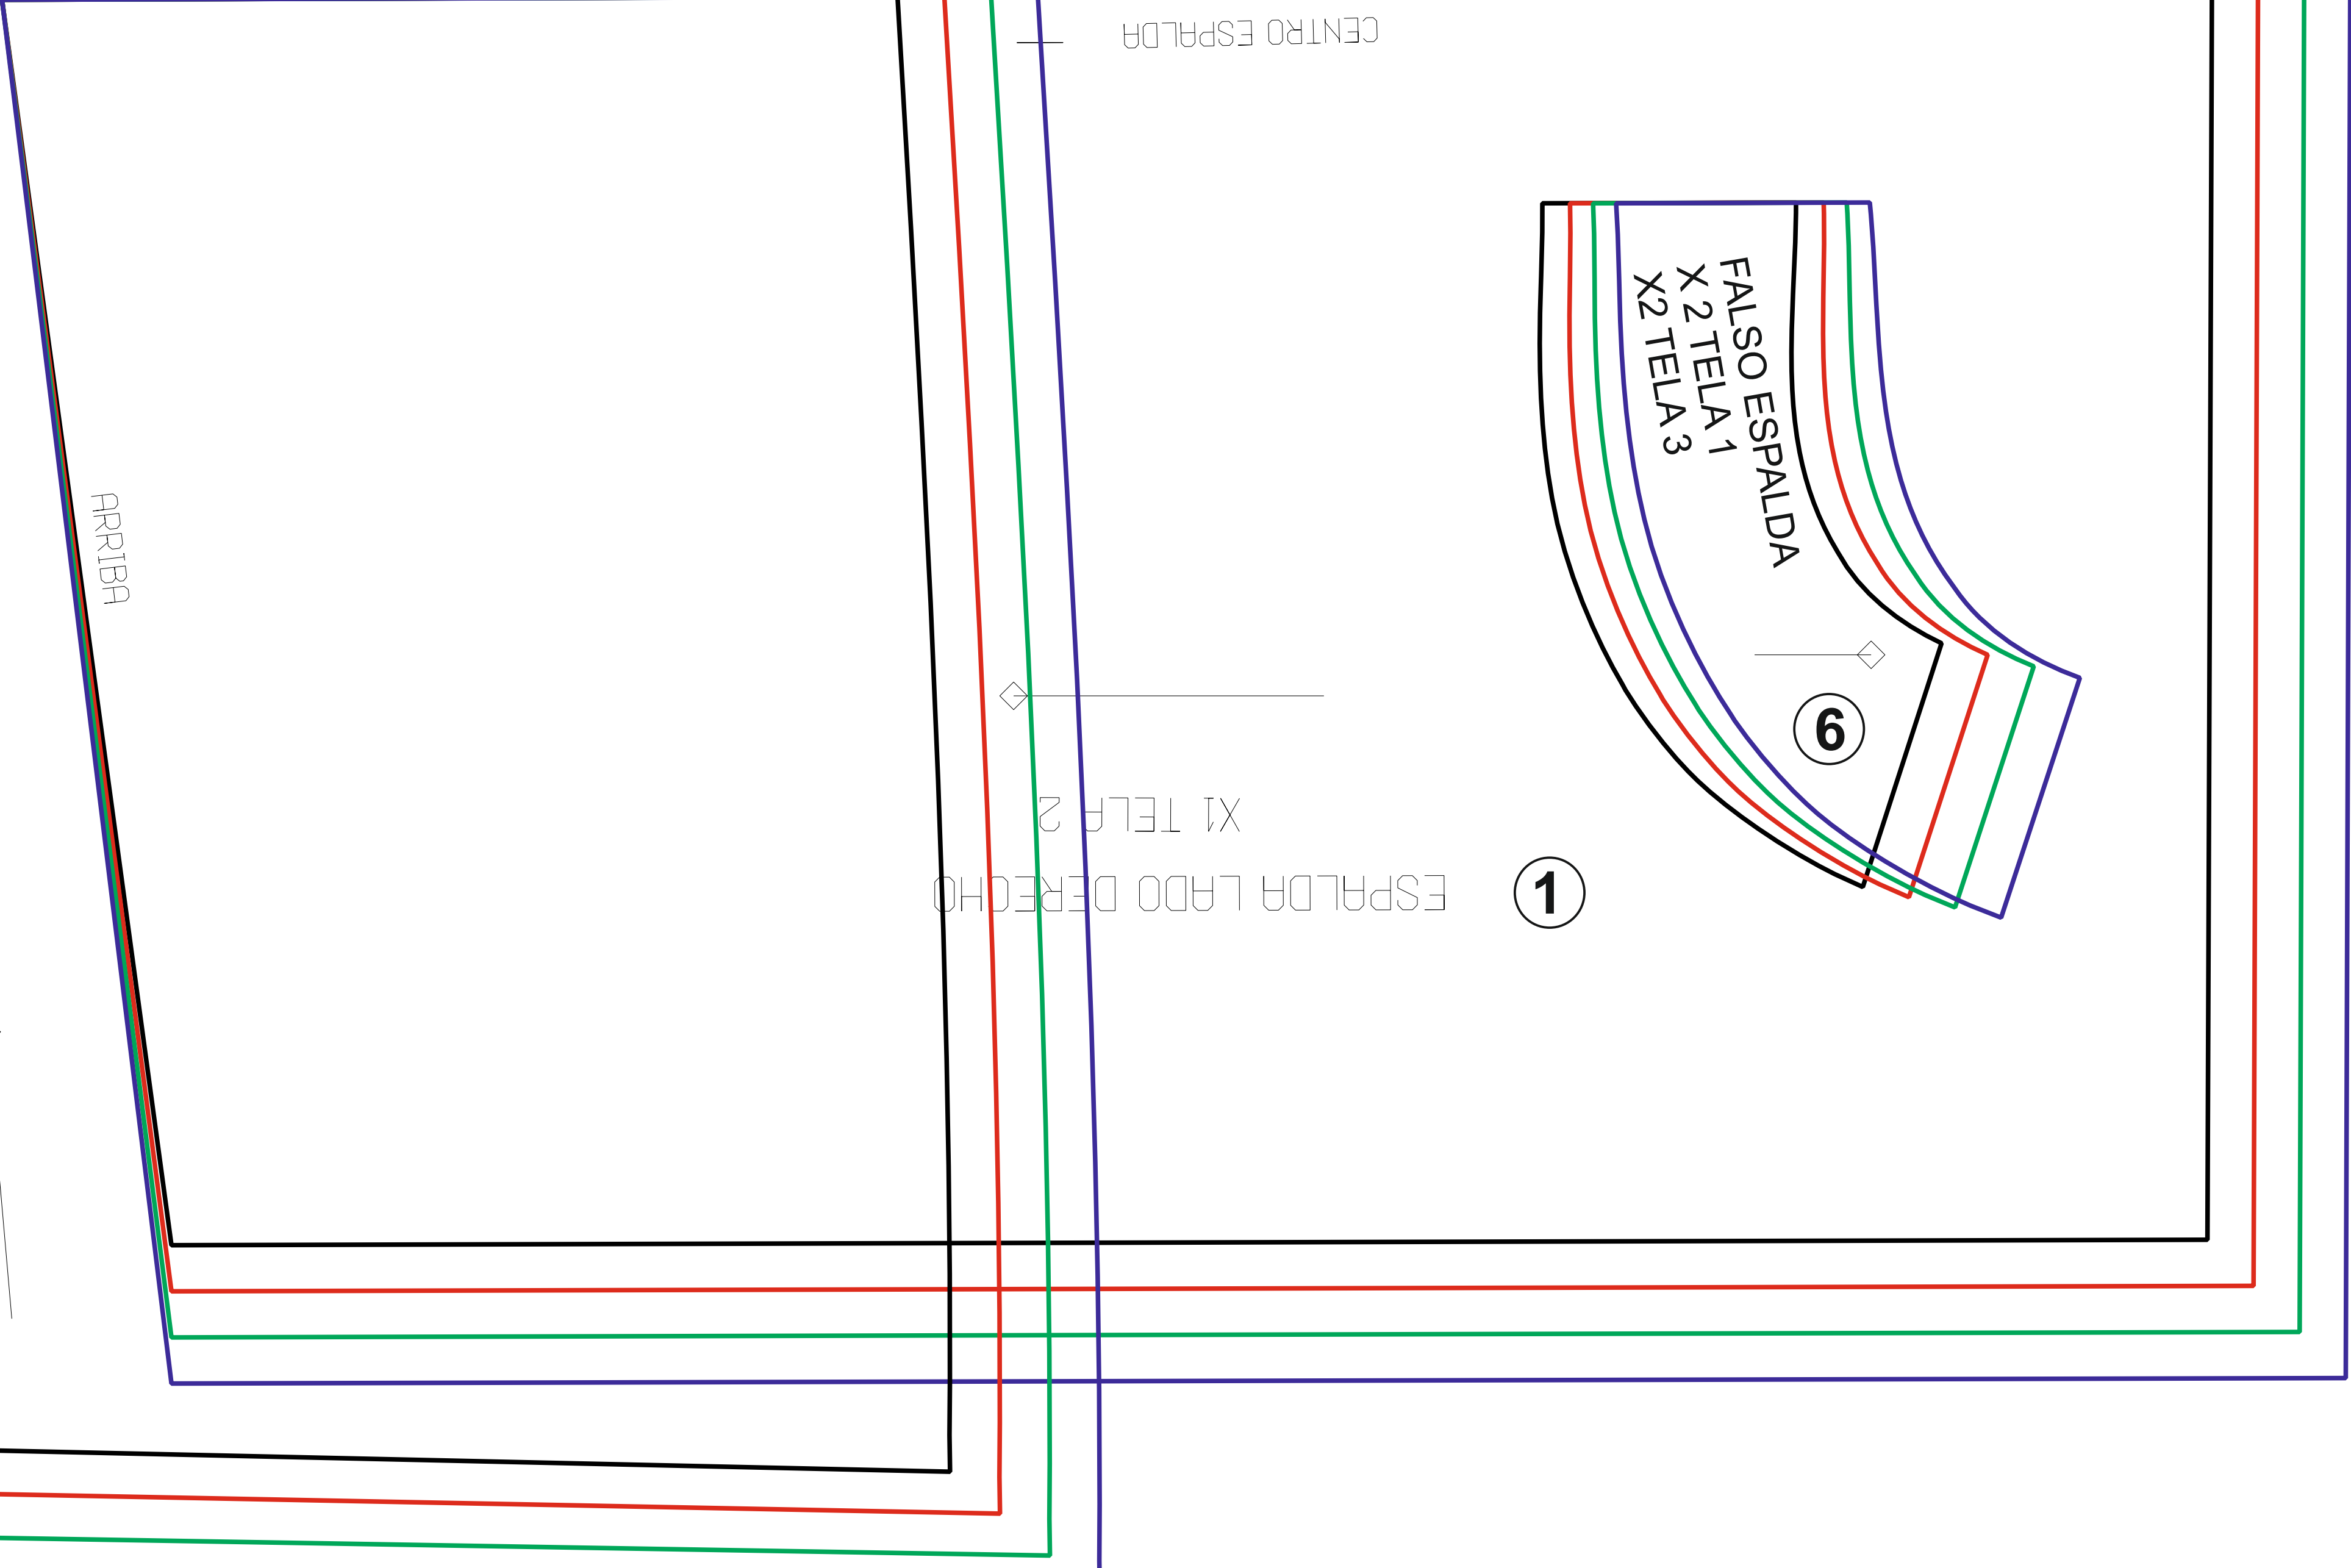 CENTRO ESPALDA
FALSO ESPALDA
X 2 TELA 1
X2 TELA 3
ARRIBA
6
X1 TELA 2
ESPALDA LADO DERECHO
1